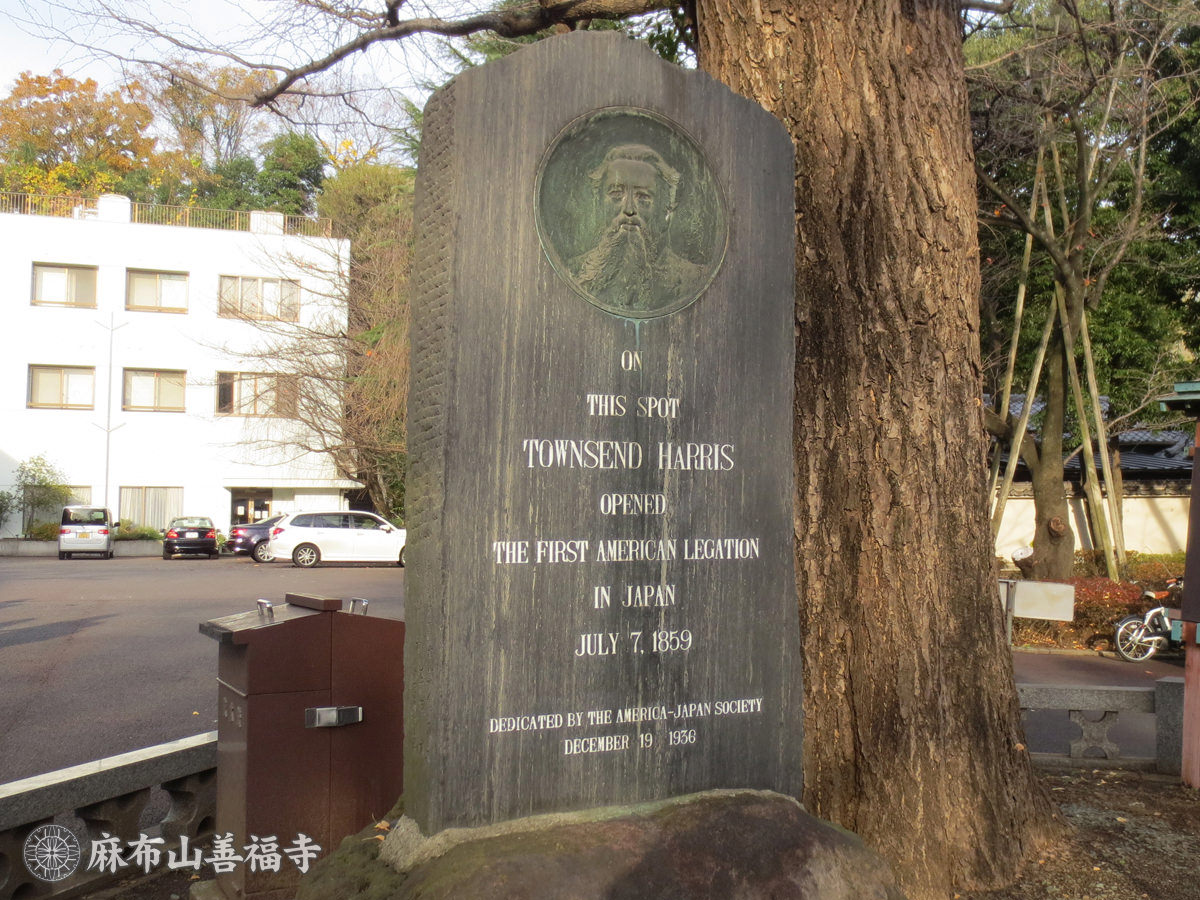 ON
THIS SPOT
TOWNSEND HARRIS
OPENED
THE FIRST AMERICAN LEGATION
IN JAPAN
JULY 7, 1859
DEDICATED BY THE AMERICA-JAPAN SOCIETY
DECEMBER 19 1936
麻布山善福寺